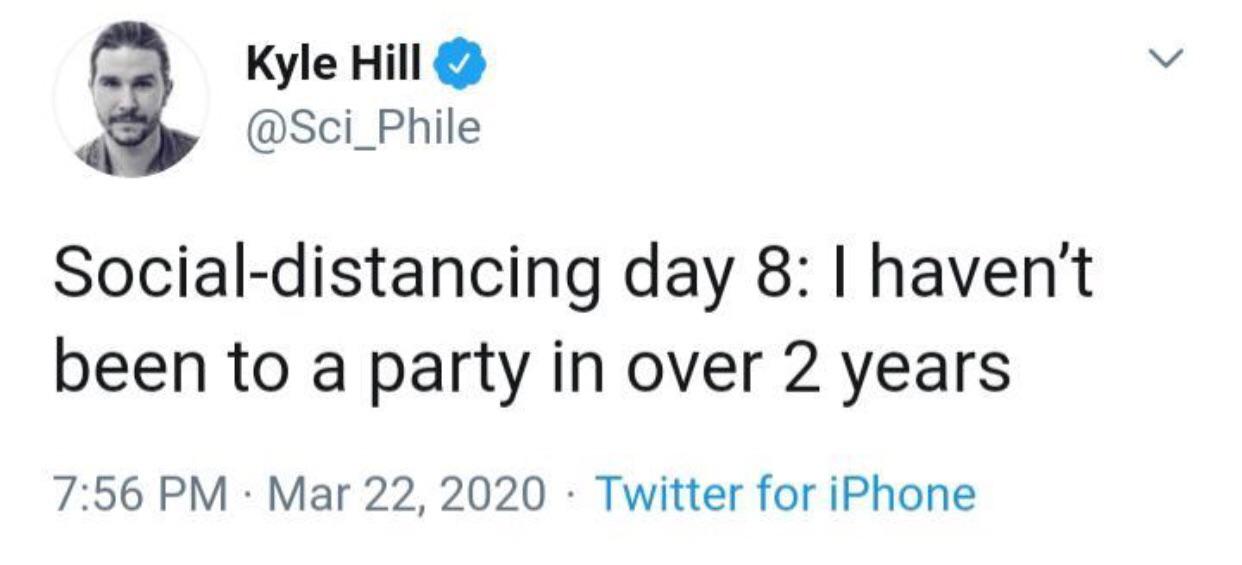 Kyle Hill
@Sci_Phile
Social-distancing day 8: I haven’t
been to a party in over 2 years
7:56 PM · Mar 22, 2020 · Twitter for iPhone